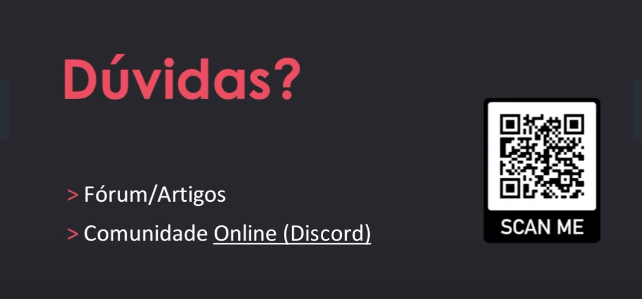 Dúvidas?
> Fórum/Artigos
> Comunidade Online (Discord)
SCAN ME